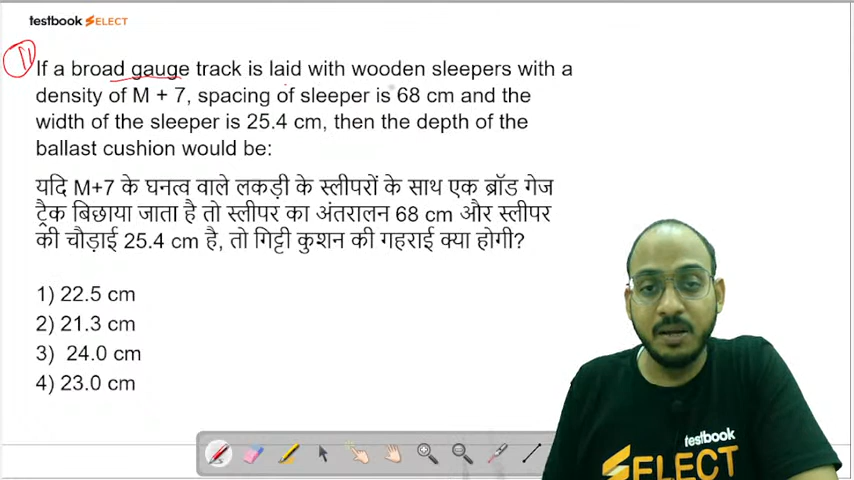 testbook SELECT
11
If a broad gauge track is laid with wooden sleepers with a
density of M + 7, spacing of sleeper is 68 cm and the
width of the sleeper is 25.4 cm, then the depth of the
ballast cushion would be:
यदि M+7 के घनत्व वाले लकड़ी के स्लीपरों के साथ एक ब्रॉड गेज
ट्रैक बिछाया जाता है तो स्लीपर का अंतरालन 68 cm और स्लीपर
की चौड़ाई 25.4 cm है, तो गिट्टी कुशन की गहराई क्या होगी?
1) 22.5 cm
2) 21.3 cm
3) 24.0 cm
4) 23.0 cm
testbook
SELECT